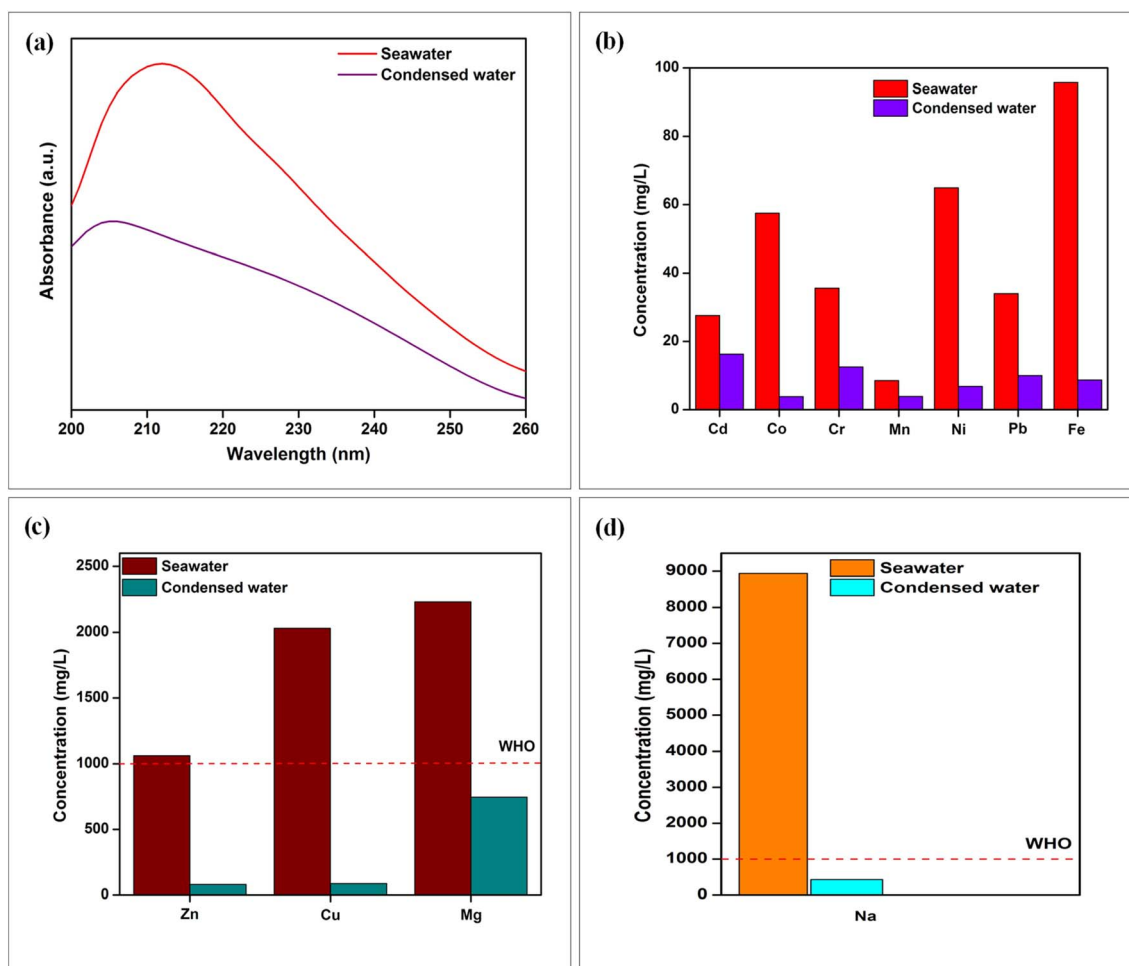 (a)
Seawater
Condensed water
Absorbance (a.u.)
200 210 220 230 240 250 260
Wavelength (nm)
(b)
Seawater
Condensed water
Concentration (mg/L)
100
80
60
40
20
0
Cd Co Cr Mn Ni Pb Fe
(c)
Seawater
Condensed water
Concentration (mg/L)
2500
2000
1500
1000
500
0
WHO
Zn Cu Mg
(d)
Seawater
Condensed water
Concentration (mg/L)
9000
8000
7000
6000
5000
4000
3000
2000
1000
0
WHO
Na